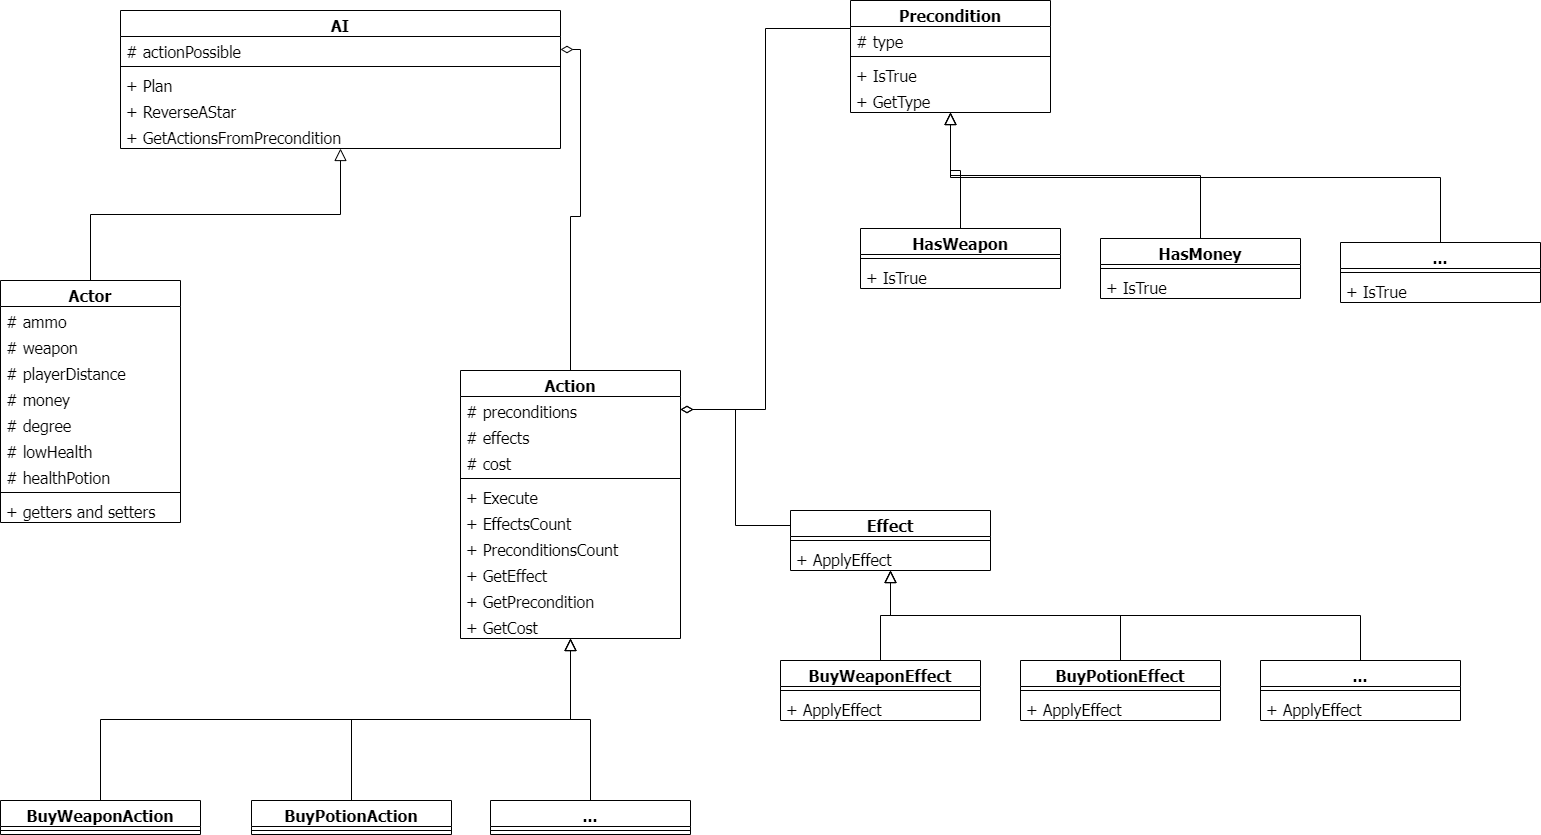 AI
# actionPossible
+ Plan
+ ReverseAStar
+ GetActionsFromPrecondition
Precondition
# type
+ IsTrue
+ GetType
HasWeapon
+ IsTrue
HasMoney
+ IsTrue
...
+ IsTrue
Actor
# ammo
# weapon
# playerDistance
# money
# degree
# lowHealth
# healthPotion
+ getters and setters
Action
# preconditions
# effects
# cost
+ Execute
+ EffectsCount
+ PreconditionsCount
+ GetEffect
+ GetPrecondition
+ GetCost
Effect
+ ApplyEffect
BuyWeaponEffect
+ ApplyEffect
BuyPotionEffect
+ ApplyEffect
...
+ ApplyEffect
BuyWeaponAction
BuyPotionAction
...